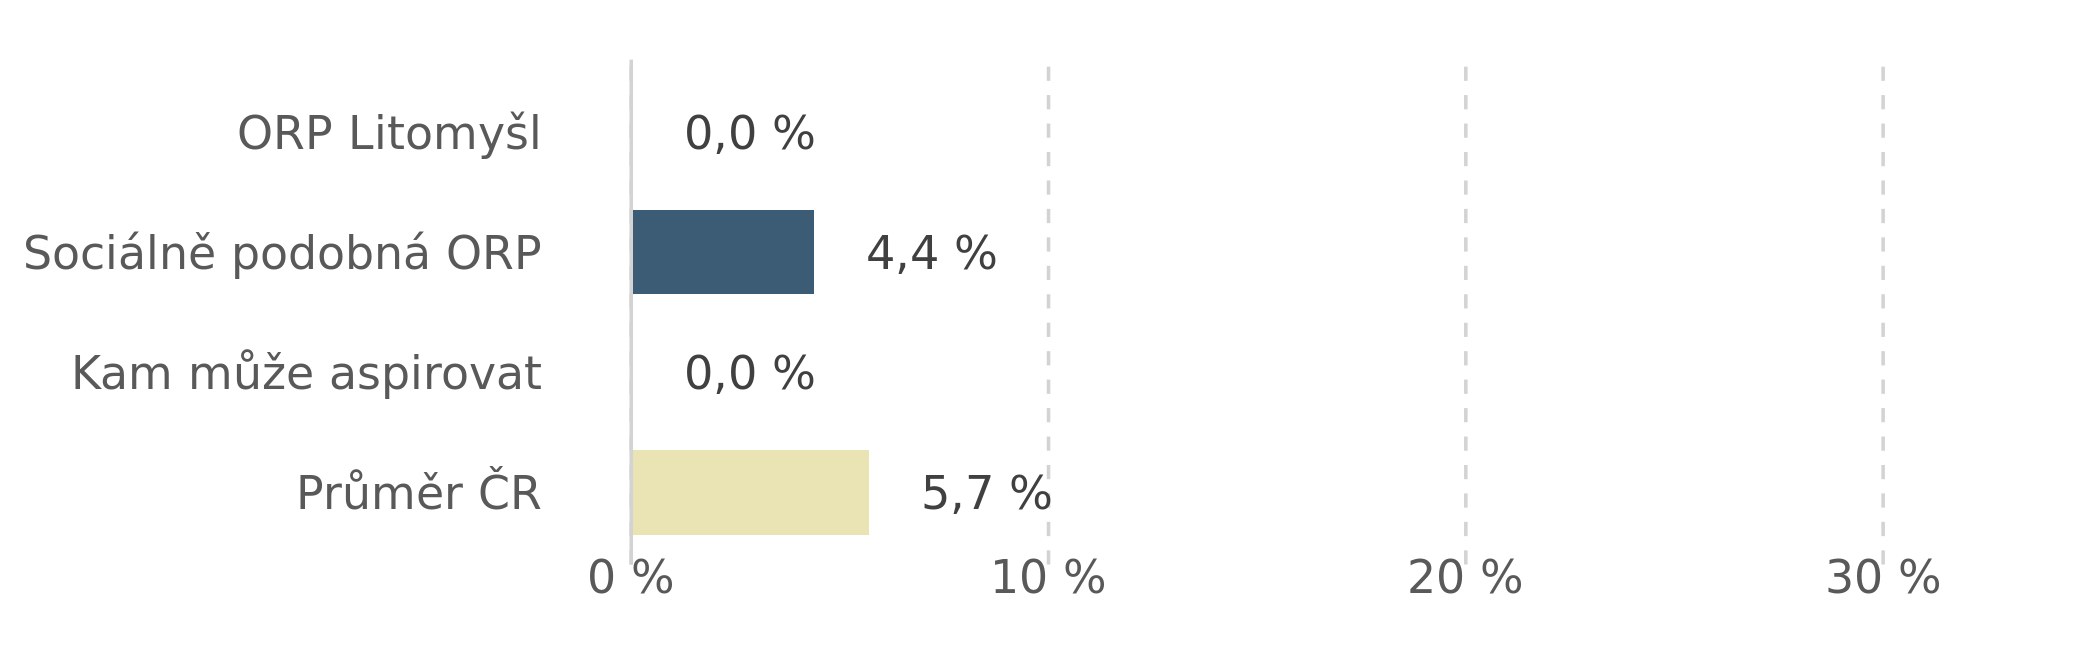 ORP Litomyšl 0,0 %
Sociálně podobná ORP 4,4 %
Kam může aspirovat 0,0 %
Průměr ČR 5,7 %
0 % 10 % 20 % 30 %